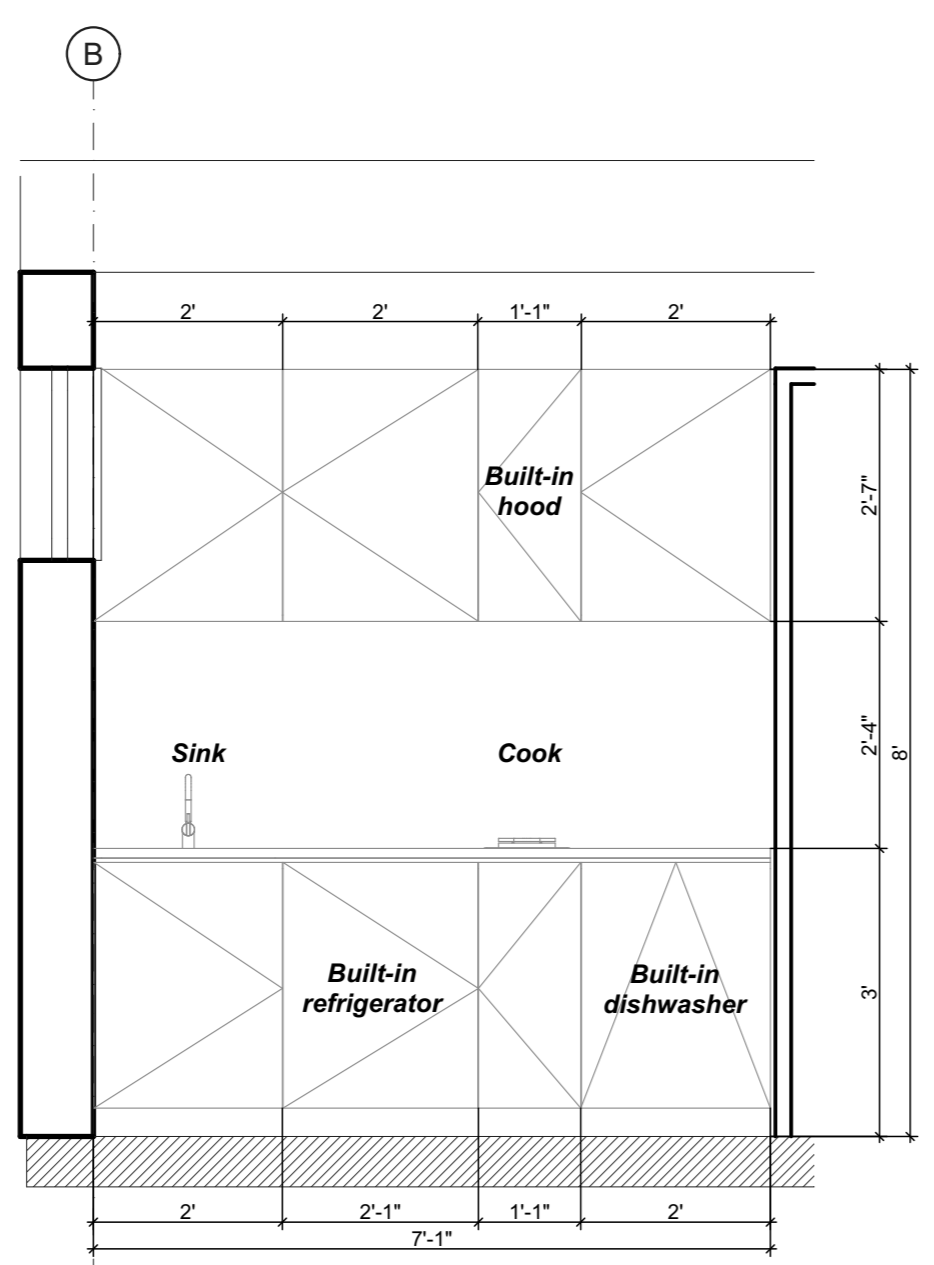 B
2'
2'
1'-1"
2'
Built-in
hood
2'-7"
Sink
Cook
2'-4"
8'
Built-in
refrigerator
Built-in
dishwasher
3'
2'
2'-1"
1'-1"
2'
7'-1"